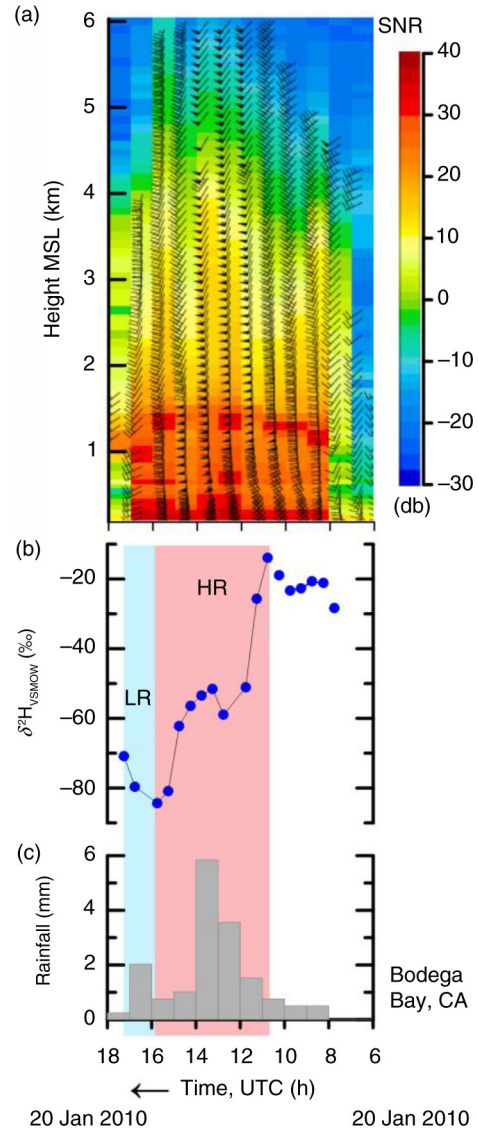 (a)
SNR
Height MSL (km)
6
5
4
3
2
1
40
30
20
10
0
−10
−20
−30
(db)
(b)
δ²H VSMOW (‰)
−20
−40
−60
−80
HR
LR
(c)
Rainfall (mm)
6
4
2
0
Bodega
Bay, CA
18 16 14 12 10 8 6
← Time, UTC (h)
20 Jan 2010 20 Jan 2010